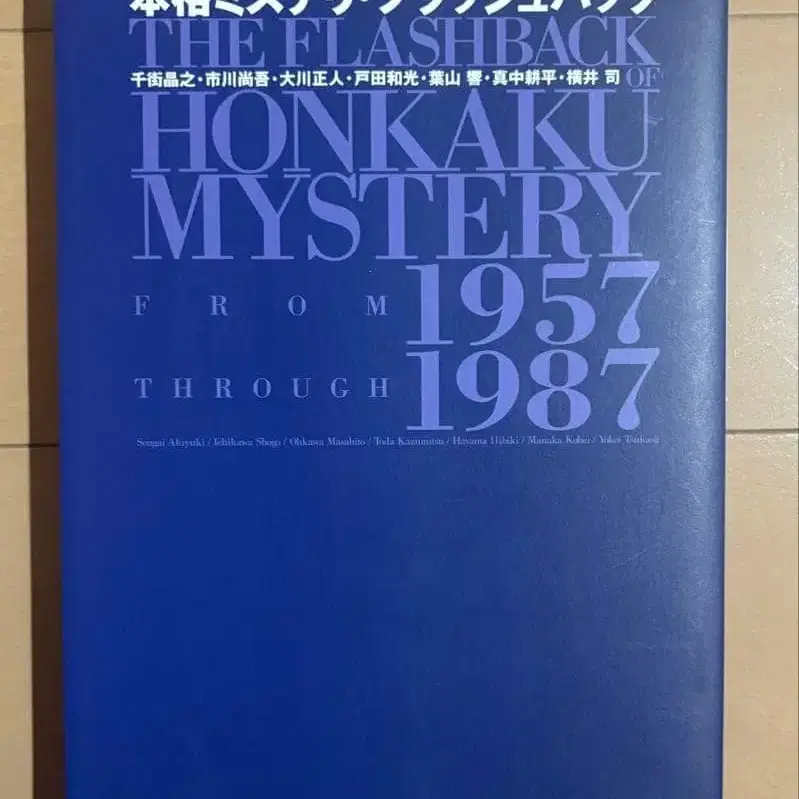 本格ミステリ・フラッシュバック
THE FLASHBACK
千街晶之・市川尚吾・大川正人・戸田和光・葉山 響・真中耕平・横井 司
OF
HONKAKU
MYSTERY
FROM 1957
THROUGH 1987
Sengai Akiyuki / Ichikawa Shogo / Ohkawa Masahito / Toda Kazumitsu / Hayama Hibiki / Manaka Kohei / Yokoi Tsukasa